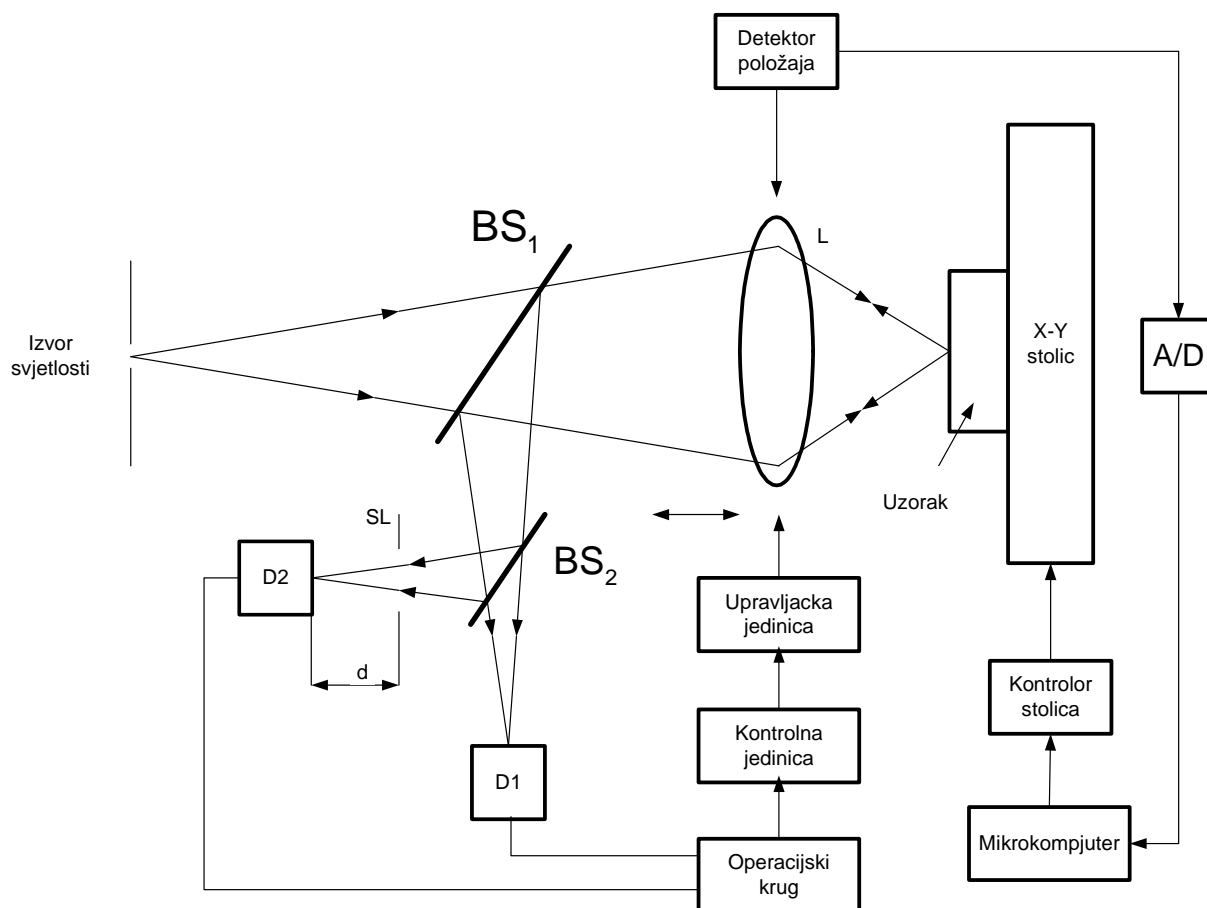 Detektor
položaja
BS1
L
Izvor
svjetlosti
X-Y
stolic
A/D
Uzorak
SL
D2
BS2
d
Upravljacka
jedinica
Kontrolor
stolica
Kontrolna
jedinica
D1
Mikrokompjuter
Operacijski
krug